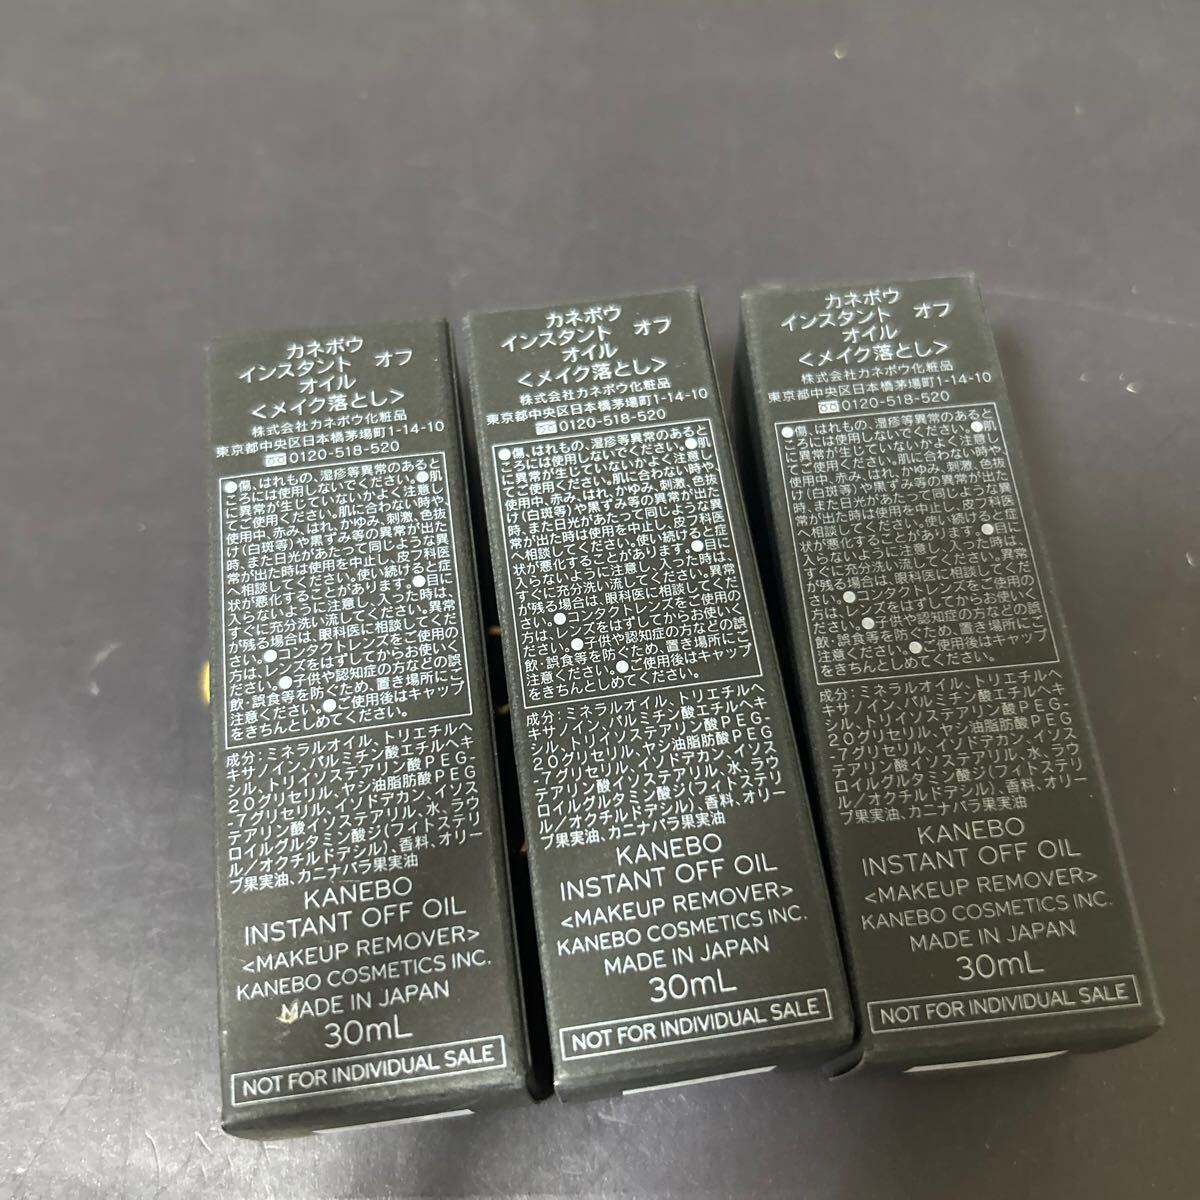 カネボウ
インスタント オフ
オイル
<メイク落とし>
株式会社カネボウ化粧品
東京都中央区日本橋茅場町1-14-10
0120-518-520
●傷、はれもの、湿疹等異常のあると
ころには使用しないでください。●肌
に異常が生じていないかよく注意し
てご使用ください。肌に合わない時や、
使用中、赤み、はれ、かゆみ、刺激、色抜
け(白斑等)や黒ずみ等の異常が出た
時、また日光があたって同じような異
常が出た時は使用を中止し、皮フ科医
へ相談してください。使い続けると症
状が悪化することがあります。●目に
入らないように注意し、入った時は、
すぐに充分洗い流してください。異常
が残る場合は、眼科医に相談してくだ
さい。●コンタクトレンズをご使用の
方は、レンズをはずしてからお使いく
ださい。●子供や認知症の方などの誤
飲・誤食等を防ぐため、置き場所にご
注意ください。●ご使用後はキャップ
をきちんとしめてください。
成分:ミネラルオイル、トリエチルヘ
キサノイン、パルミチン酸エチルヘキ
シル、トリイソステアリン酸PEG-
20グリセリル、ヤシ油脂肪酸PEG
-7グリセリル、イソドデカン、イソス
テアリン酸イソステアリル、水、ラウ
ロイルグルタミン酸ジ(フィトステリ
ル/オクチルドデシル)、香料、オリー
ブ果実油、カニナバラ果実油
KANEBO
INSTANT OFF OIL
<MAKEUP REMOVER>
KANEBO COSMETICS INC.
MADE IN JAPAN
30mL
NOT FOR INDIVIDUAL SALE
カネボウ
インスタント オフ
オイル
<メイク落とし>
株式会社カネボウ化粧品
東京都中央区日本橋茅場町1-14-10
0120-518-520
●傷、はれもの、湿疹等異常のあると
ころには使用しないでください。●肌
に異常が生じていないかよく注意し
てご使用ください。肌に合わない時や、
使用中、赤み、はれ、かゆみ、刺激、色抜
け(白斑等)や黒ずみ等の異常が出た
時、また日光があたって同じような異
常が出た時は使用を中止し、皮フ科医
へ相談してください。使い続けると症
状が悪化することがあります。●目に
入らないように注意し、入った時は、
すぐに充分洗い流してください。異常
が残る場合は、眼科医に相談してくだ
さい。●コンタクトレンズをご使用の
方は、レンズをはずしてからお使いく
ださい。●子供や認知症の方などの誤
飲・誤食等を防ぐため、置き場所にご
注意ください。●ご使用後はキャップ
をきちんとしめてください。
成分:ミネラルオイル、トリエチルヘ
キサノイン、パルミチン酸エチルヘキ
シル、トリイソステアリン酸PEG-
20グリセリル、ヤシ油脂肪酸PEG
-7グリセリル、イソドデカン、イソス
テアリン酸イソステアリル、水、ラウ
ロイルグルタミン酸ジ(フィトステリ
ル/オクチルドデシル)、香料、オリー
ブ果実油、カニナバラ果実油
KANEBO
INSTANT OFF OIL
<MAKEUP REMOVER>
KANEBO COSMETICS INC.
MADE IN JAPAN
30mL
NOT FOR INDIVIDUAL SALE
カネボウ
インスタント オフ
オイル
<メイク落とし>
株式会社カネボウ化粧品
東京都中央区日本橋茅場町1-14-10
0120-518-520
●傷、はれもの、湿疹等異常のあると
ころには使用しないでください。●肌
に異常が生じていないかよく注意し
てご使用ください。肌に合わない時や、
使用中、赤み、はれ、かゆみ、刺激、色抜
け(白斑等)や黒ずみ等の異常が出た
時、また日光があたって同じような異
常が出た時は使用を中止し、皮フ科医
へ相談してください。使い続けると症
状が悪化することがあります。●目に
入らないように注意し、入った時は、
すぐに充分洗い流してください。異常
が残る場合は、眼科医に相談してくだ
さい。●コンタクトレンズをご使用の
方は、レンズをはずしてからお使いく
ださい。●子供や認知症の方などの誤
飲・誤食等を防ぐため、置き場所にご
注意ください。●ご使用後はキャップ
をきちんとしめてください。
成分:ミネラルオイル、トリエチルヘ
キサノイン、パルミチン酸エチルヘキ
シル、トリイソステアリン酸PEG-
20グリセリル、ヤシ油脂肪酸PEG
-7グリセリル、イソドデカン、イソス
テアリン酸イソステアリル、水、ラウ
ロイルグルタミン酸ジ(フィトステリ
ル/オクチルドデシル)、香料、オリー
ブ果実油、カニナバラ果実油
KANEBO
INSTANT OFF OIL
<MAKEUP REMOVER>
KANEBO COSMETICS INC.
MADE IN JAPAN
30mL
NOT FOR INDIVIDUAL SALE